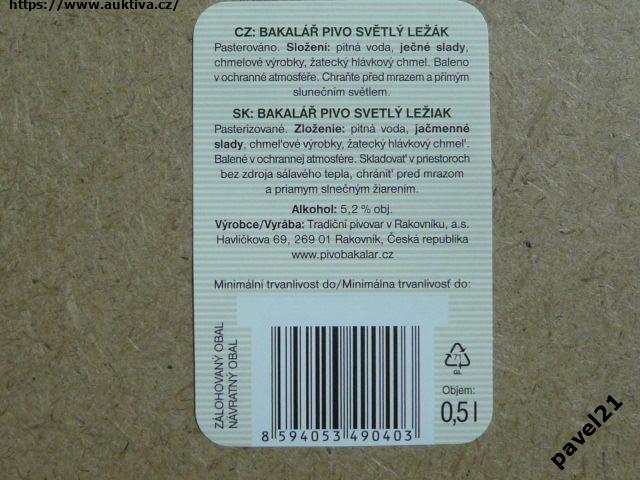 https://www.auktiva.cz/
CZ: BAKALÁŘ PIVO SVĚTLÝ LEŽÁK
Pasterováno. Složení: pitná voda, ječné slady,
chmelové výrobky, žatecký hlávkový chmel. Baleno
v ochranné atmosféře. Chraňte před mrazem a přímým
slunečním světlem.
SK: BAKALÁŘ PIVO SVETLÝ LEŽIAK
Pasterizované. Zloženie: pitná voda, jačmenné
slady, chmeľové výrobky, žatecký hlávkový chmeľ.
Balené v ochrannej atmosfére. Skladovať v priestoroch
bez zdroja sálavého tepla, chrániť pred mrazom
a priamym slnečným žiarením.
Alkohol: 5,2 % obj.
Výrobce/Vyrába: Tradiční pivovar v Rakovníku, a.s.
Havlíčkova 69, 269 01 Rakovník, Česká republika
www.pivobakalar.cz
Minimální trvanlivost do/Minimálna trvanlivosť do:
ZÁLOHOVANÝ OBAL
NÁVRATNÝ OBAL
71
GL
Objem:
0,5 l
8 594053 490403
pavel21